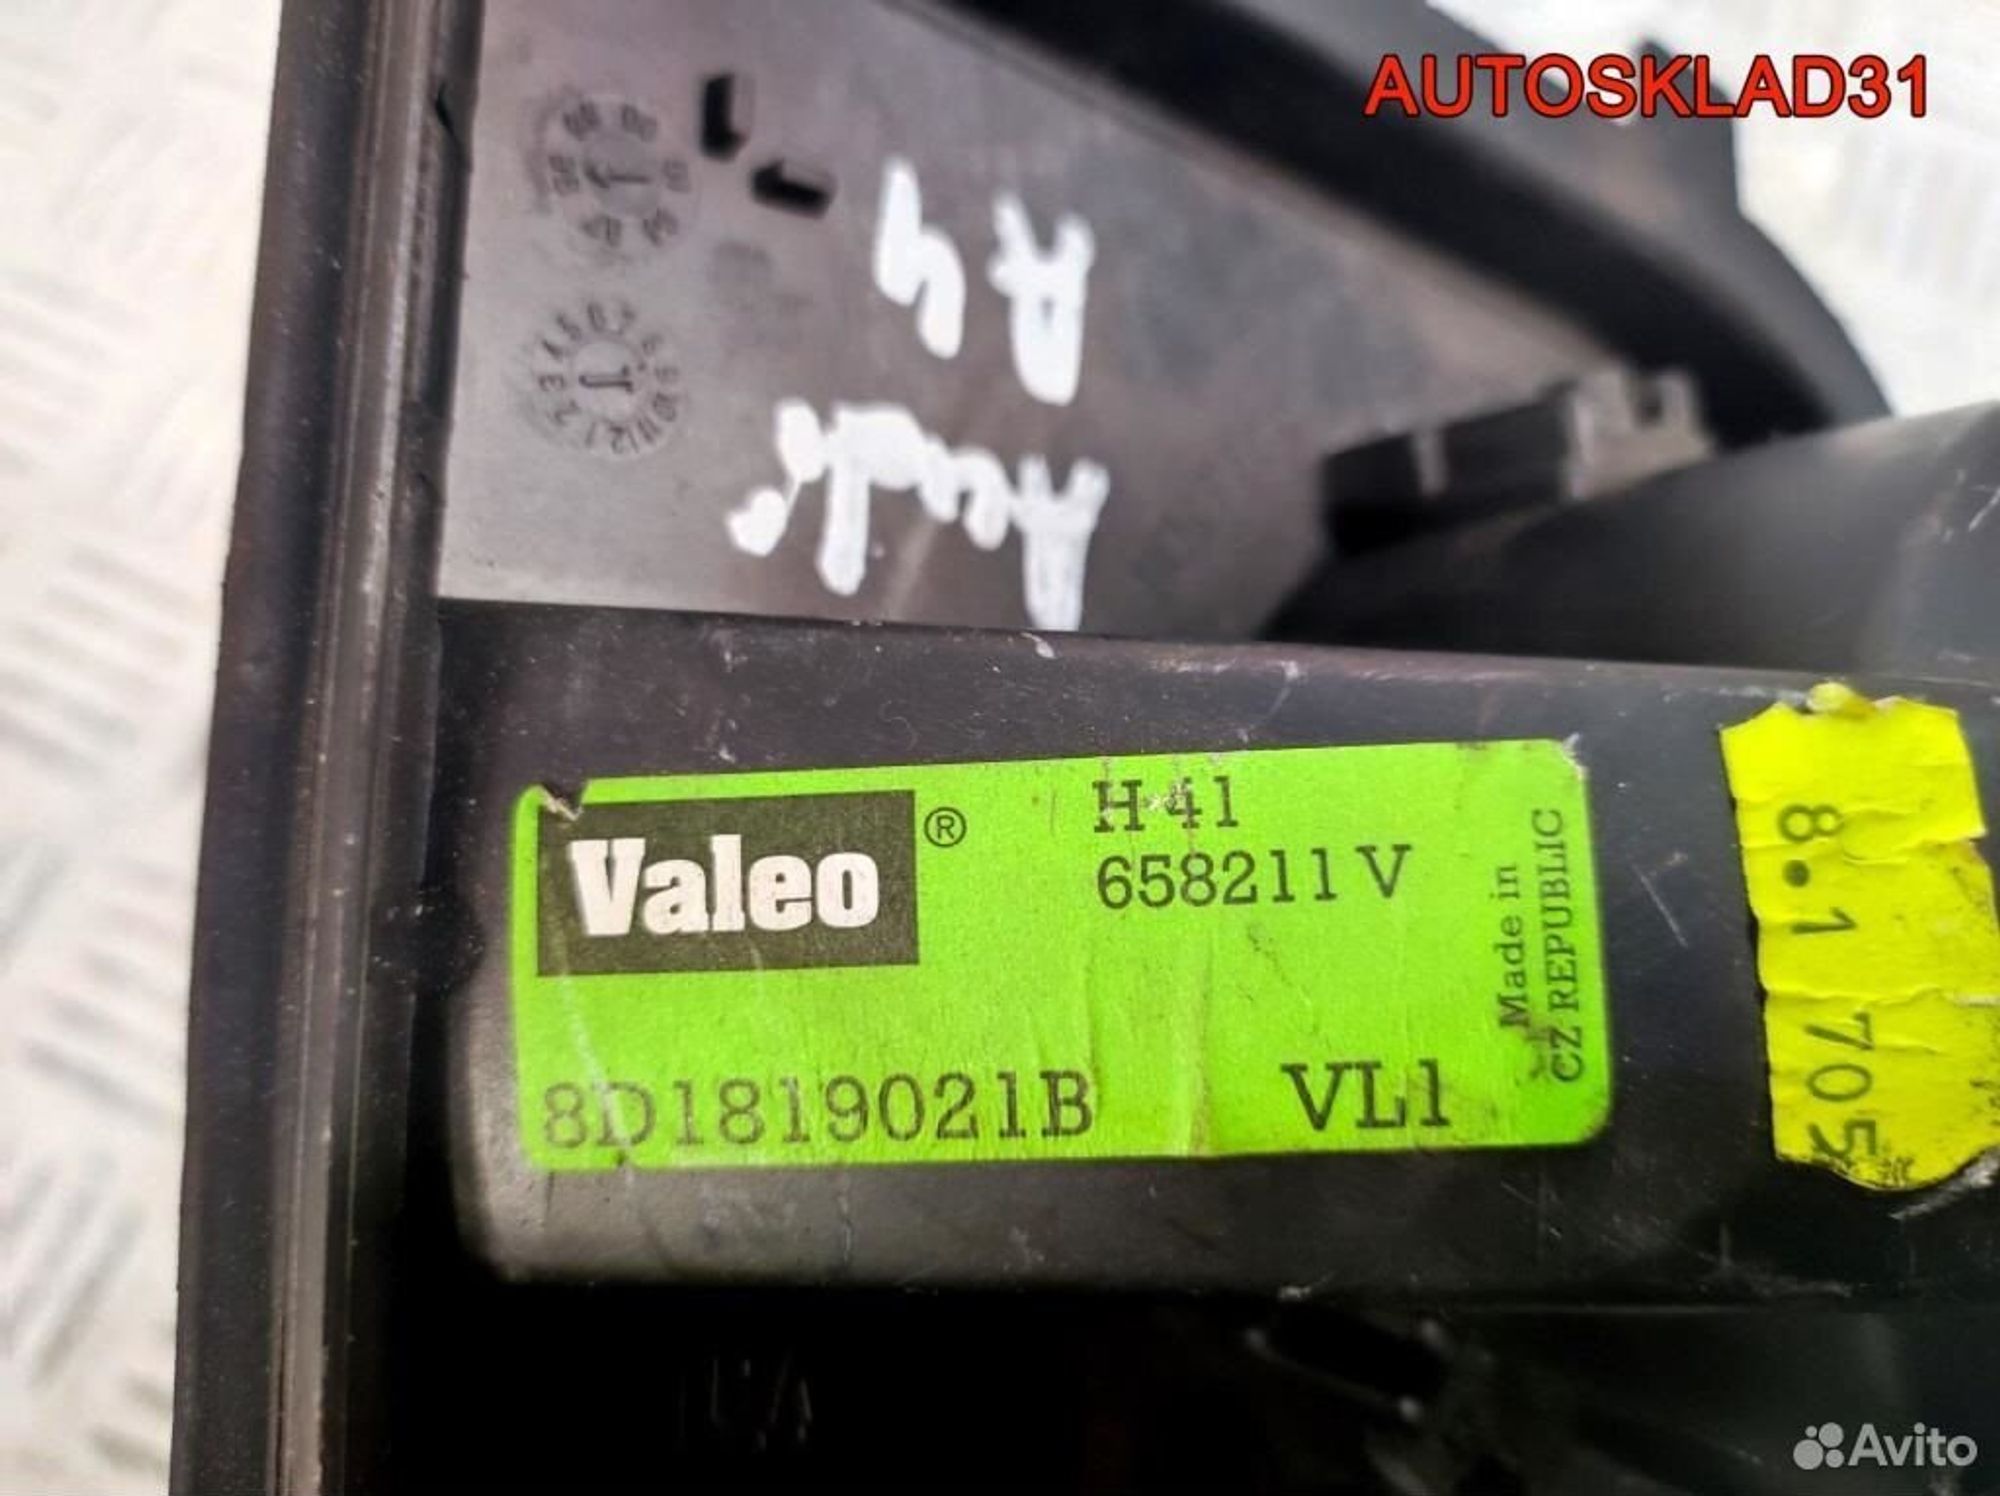 AUTOSKLAD31
Audi
A4
Valeo®
H41
658211V
Made in
CZ REPUBLIC
8D1819021B
VL1
8.1 705
Avito